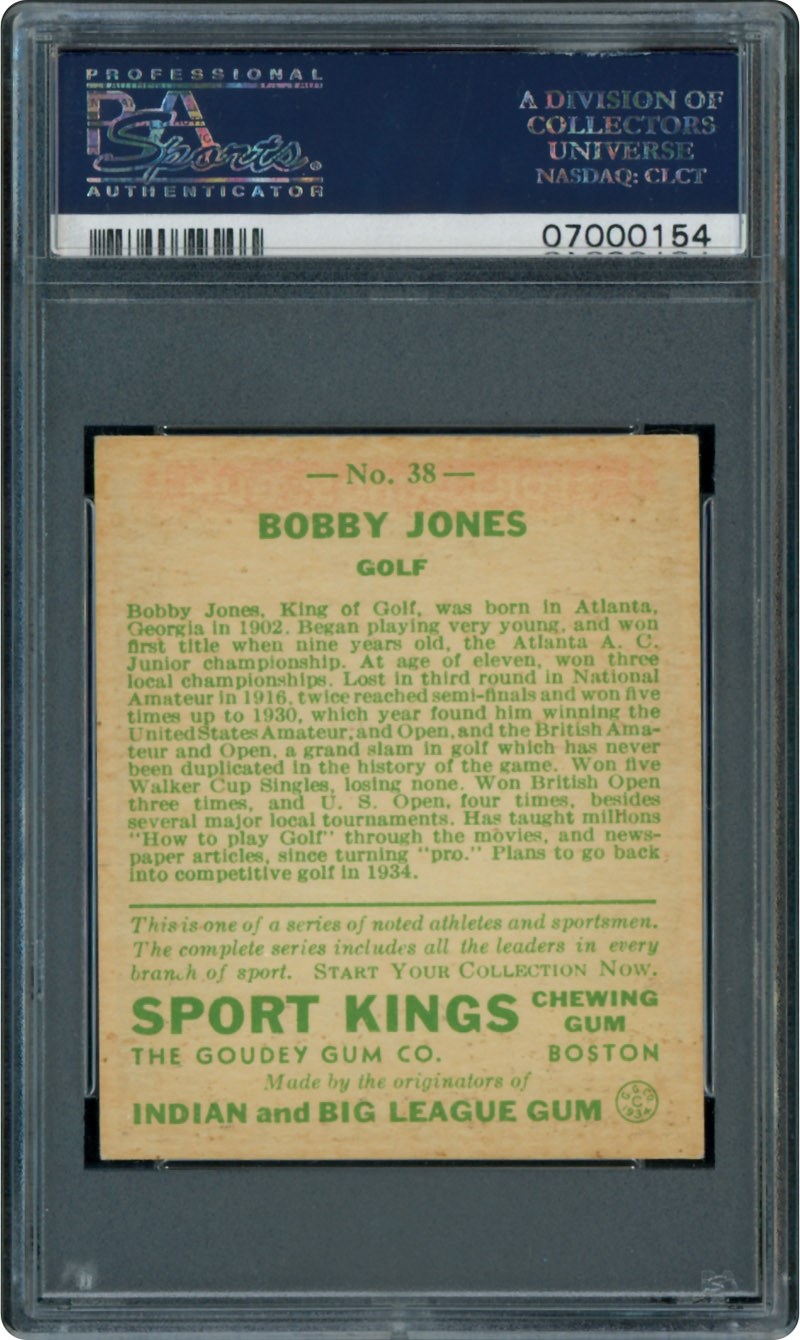 PROFESSIONAL
PSA
Sports
AUTHENTICATOR
A DIVISION OF
COLLECTORS
UNIVERSE
NASDAQ: CLCT
07000154
— No. 38 —
BOBBY JONES
GOLF
Bobby Jones, King of Golf, was born in Atlanta,
Georgia in 1902. Began playing very young, and won
first title when nine years old, the Atlanta A. C.
Junior championship. At age of eleven, won three
local championships. Lost in third round in National
Amateur in 1916, twice reached semi-finals and won five
times up to 1930, which year found him winning the
United States Amateur, and Open, and the British Ama-
teur and Open, a grand slam in golf which has never
been duplicated in the history of the game. Won five
Walker Cup Singles, losing none. Won British Open
three times, and U. S. Open, four times, besides
several major local tournaments. Has taught millions
"How to play Golf" through the movies, and news-
paper articles, since turning "pro." Plans to go back
into competitive golf in 1934.
This is one of a series of noted athletes and sportsmen.
The complete series includes all the leaders in every
branch of sport. START YOUR COLLECTION NOW.
SPORT KINGS CHEWING GUM
THE GOUDEY GUM CO. BOSTON
Made by the originators of
INDIAN and BIG LEAGUE GUM